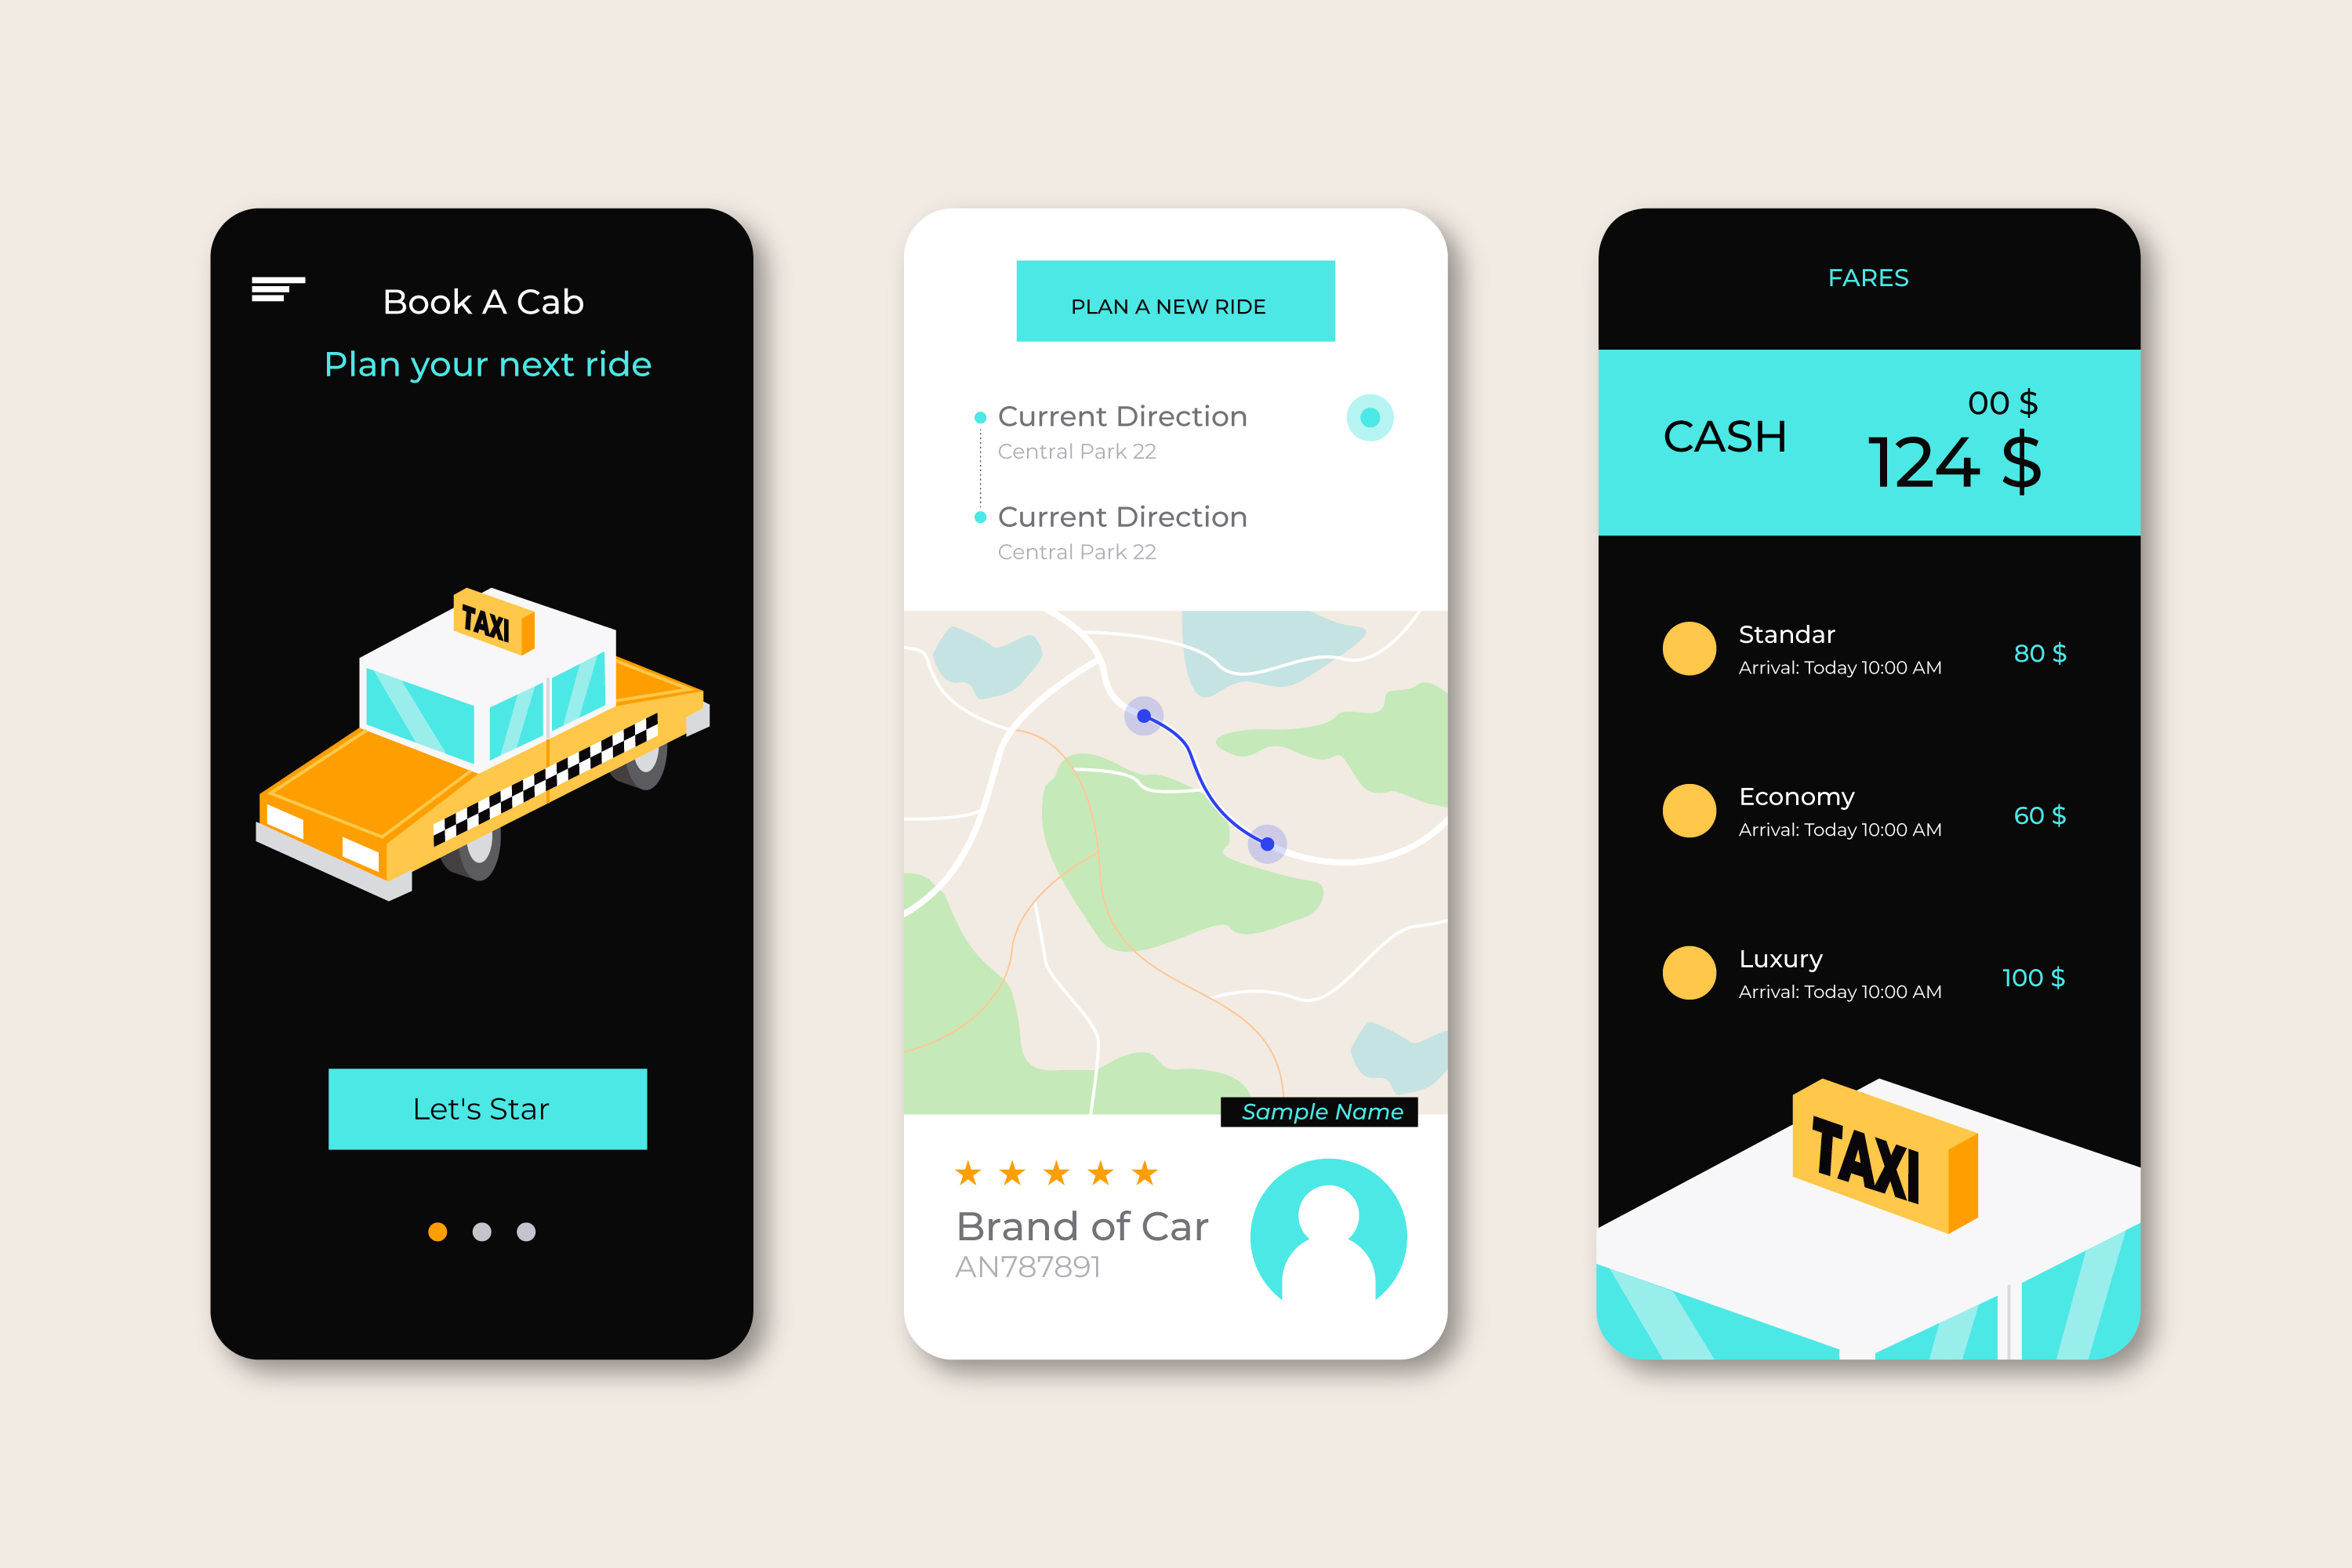 Book A Cab
Plan your next ride
TAXI
Let's Star
PLAN A NEW RIDE
Current Direction
Central Park 22
Current Direction
Central Park 22
Sample Name
Brand of Car
AN787891
FARES
00 $
CASH
124 $
Standar
Arrival: Today 10:00 AM
80 $
Economy
Arrival: Today 10:00 AM
60 $
Luxury
Arrival: Today 10:00 AM
100 $
TAXI